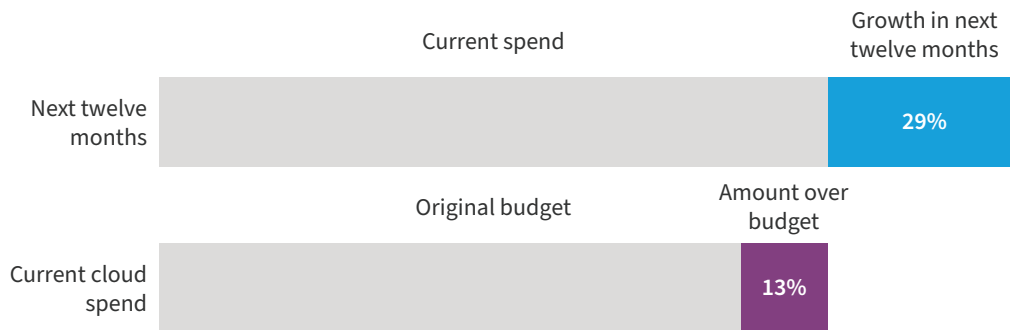 Current spend
Growth in next
twelve months
Next twelve
months
29%
Original budget
Amount over
budget
Current cloud
spend
13%